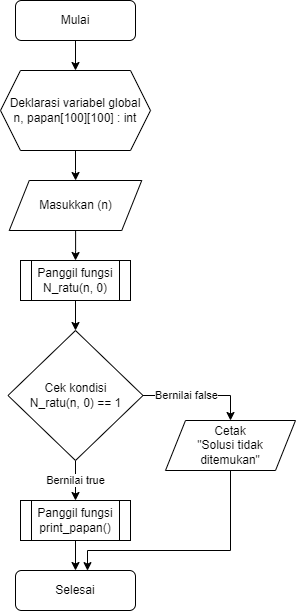 Mulai
Deklarasi variabel global
n, papan[100][100] : int
Masukkan (n)
Panggil fungsi
N_ratu(n, 0)
Cek kondisi
N_ratu(n, 0) == 1
Bernilai false
Cetak
"Solusi tidak
ditemukan"
Bernilai true
Panggil fungsi
print_papan()
Selesai